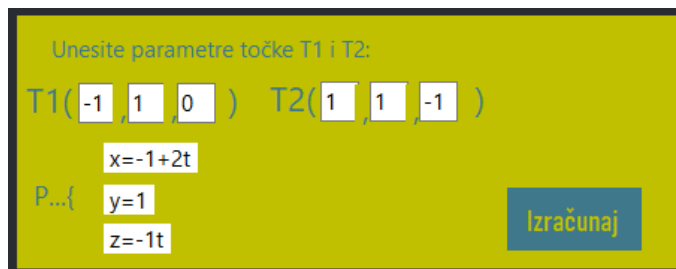 Unesite parametre točke T1 i T2:
T1( -1 , 1 , 0 ) T2( 1 , 1 , -1 )
x=-1+2t
P...{ y=1
z=-1t
Izračunaj